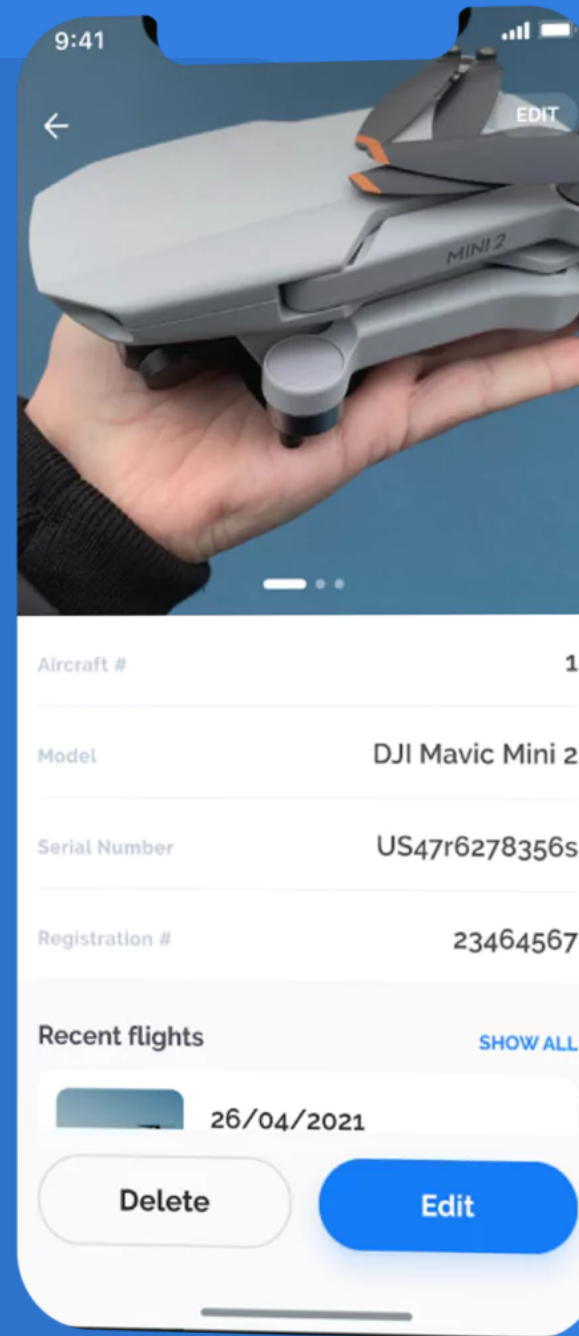 9:41
EDIT
MINI 2
Aircraft # 1
Model DJI Mavic Mini 2
Serial Number US47r6278356s
Registration # 23464567
Recent flights SHOW ALL
26/04/2021
Delete Edit